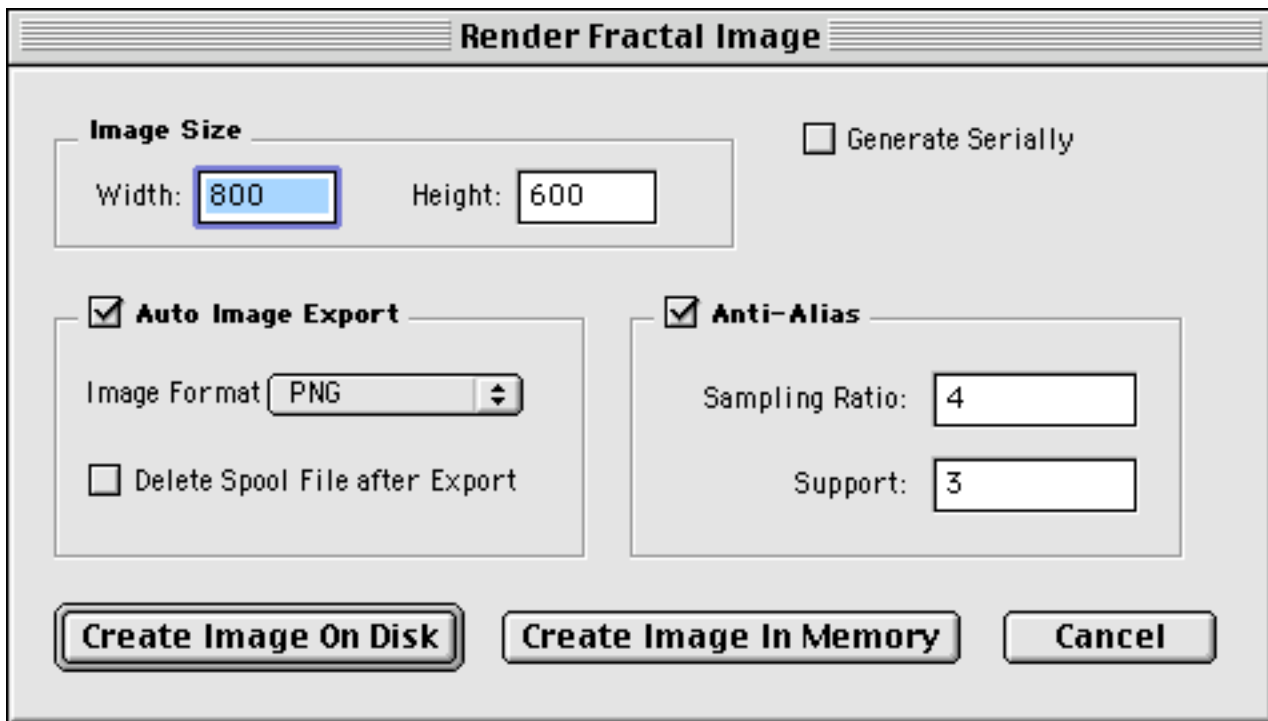 Render Fractal Image
Image Size
Generate Serially
Width: 800 Height: 600
Auto Image Export
Anti-Alias
Image Format PNG
Sampling Ratio: 4
Delete Spool File after Export
Support: 3
Create Image On Disk
Create Image In Memory
Cancel